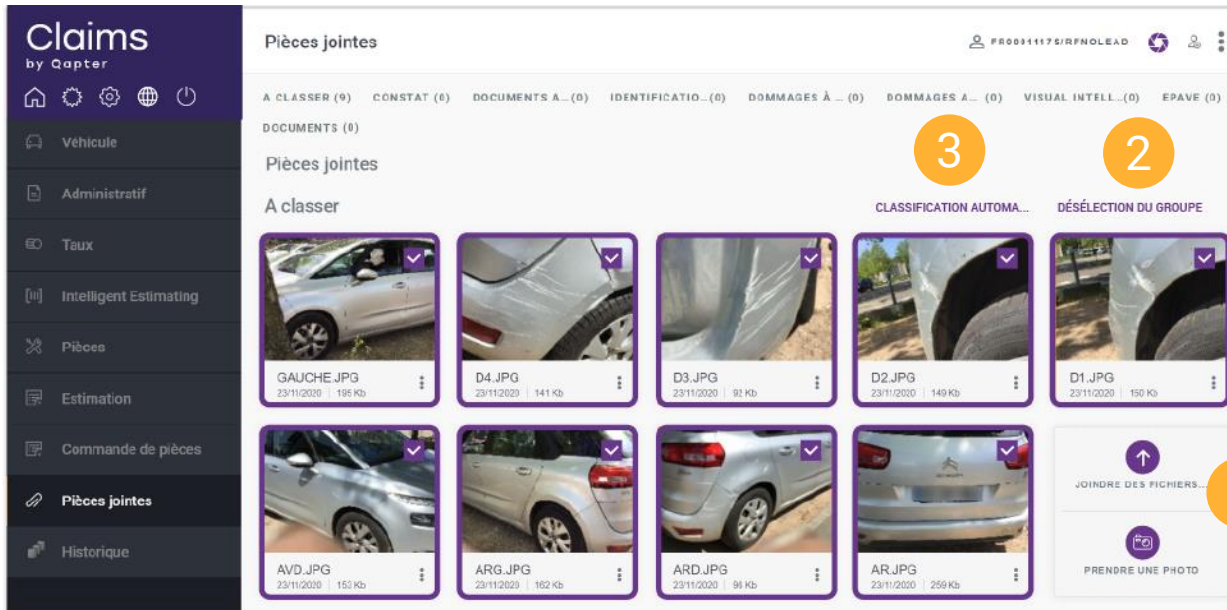 Claims
by Qapter
Véhicule
Administratif
Taux
Intelligent Estimating
Pièces
Estimation
Commande de pièces
Pièces jointes
Historique
Pièces jointes
A CLASSER (9) CONSTAT (0) DOCUMENTS A...(0) IDENTIFICATIO...(0) DOMMAGES À ... (0) DOMMAGES A... (0) VISUAL INTELL...(0) EPAVE (0)
DOCUMENTS (0)
Pièces jointes
3
2
A classer
CLASSIFICATION AUTOMA...
DÉSÉLECTION DU GROUPE
GAUCHE.JPG
23/11/2020 195 Kb
D4.JPG
23/11/2020 141 Kb
D3.JPG
23/11/2020 92 Kb
D2.JPG
23/11/2020 149 Kb
D1.JPG
23/11/2020 150 Kb
AVD.JPG
23/11/2020 153 Kb
ARG.JPG
23/11/2020 162 Kb
ARD.JPG
23/11/2020 Kb
AR.JPG
23/11/2020 259 Kb
JOINDRE DES FICHIERS...
PRENDRE UNE PHOTO